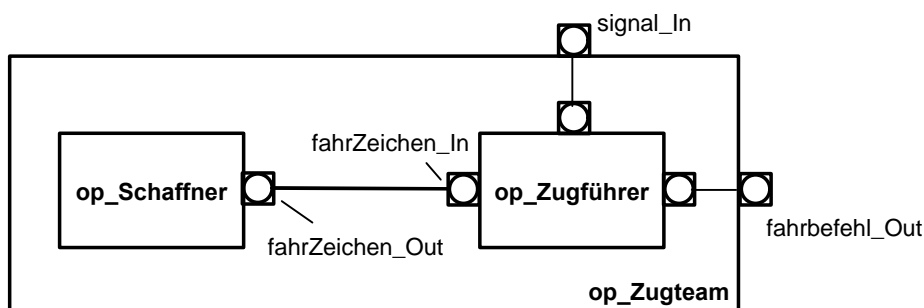 signal_In
fahrZeichen_In
op_Schaffner
op_Zugführer
fahrZeichen_Out
fahrbefehl_Out
op_Zugteam